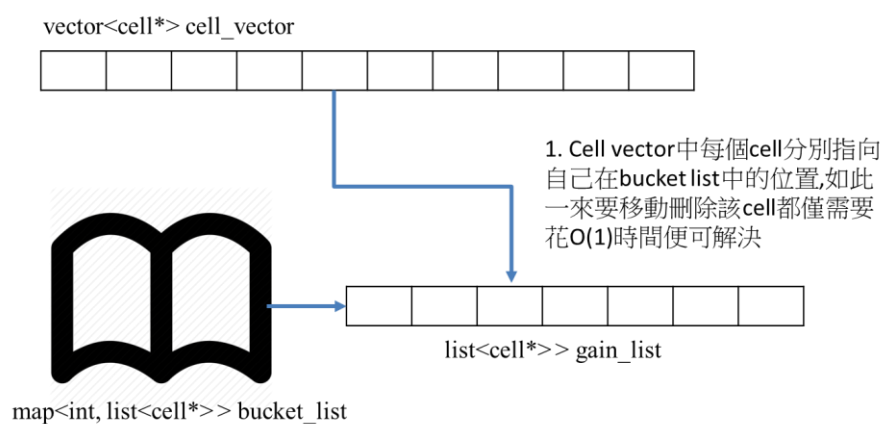 vector<cell*> cell_vector
1. Cell vector中每個cell分別指向
自己在bucket list中的位置,如此
一來要移動刪除該cell都僅需要
花O(1)時間便可解決
list<cell*>> gain_list
map<int, list<cell*>> bucket_list